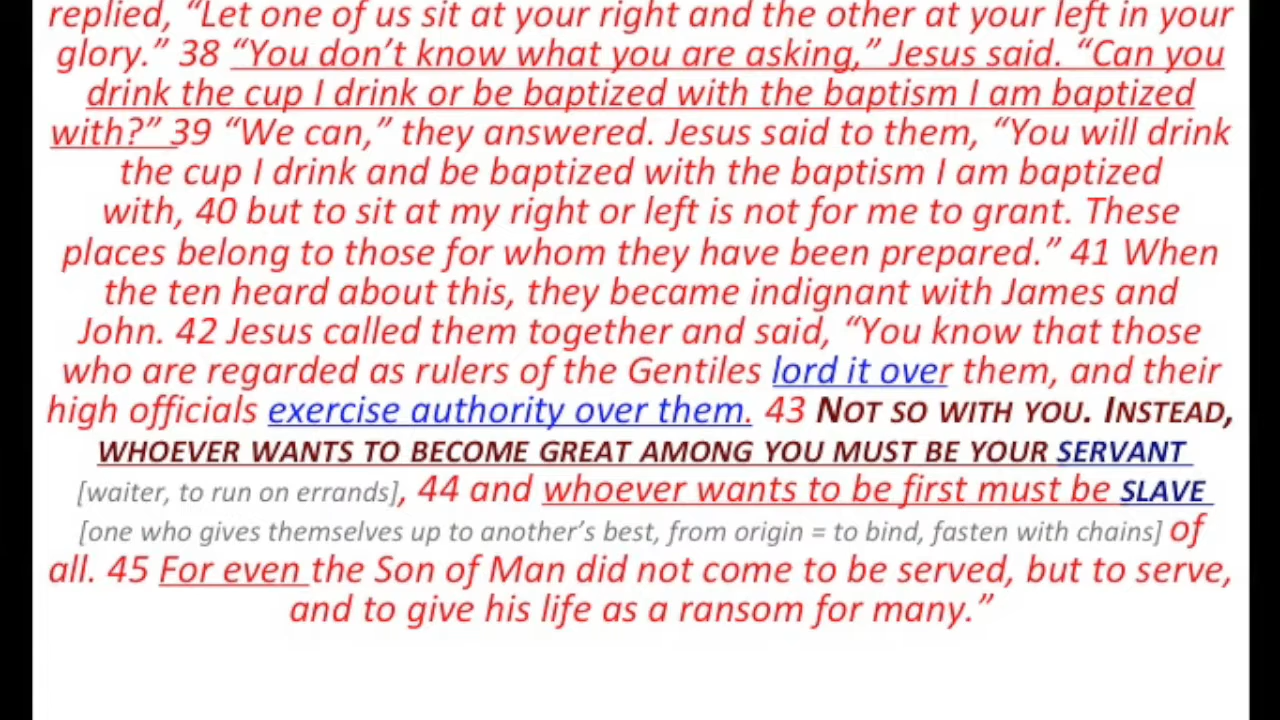 replied, “Let one of us sit at your right and the other at your left in your
glory.” 38 “You don’t know what you are asking,” Jesus said. “Can you
drink the cup I drink or be baptized with the baptism I am baptized
with?” 39 “We can,” they answered. Jesus said to them, “You will drink
the cup I drink and be baptized with the baptism I am baptized
with, 40 but to sit at my right or left is not for me to grant. These
places belong to those for whom they have been prepared.” 41 When
the ten heard about this, they became indignant with James and
John. 42 Jesus called them together and said, “You know that those
who are regarded as rulers of the Gentiles lord it over them, and their
high officials exercise authority over them. 43 NOT SO WITH YOU. INSTEAD,
WHOEVER WANTS TO BECOME GREAT AMONG YOU MUST BE YOUR SERVANT
[waiter, to run on errands], 44 and whoever wants to be first must be SLAVE
[one who gives themselves up to another’s best, from origin = to bind, fasten with chains] of
all. 45 For even the Son of Man did not come to be served, but to serve,
and to give his life as a ransom for many.”